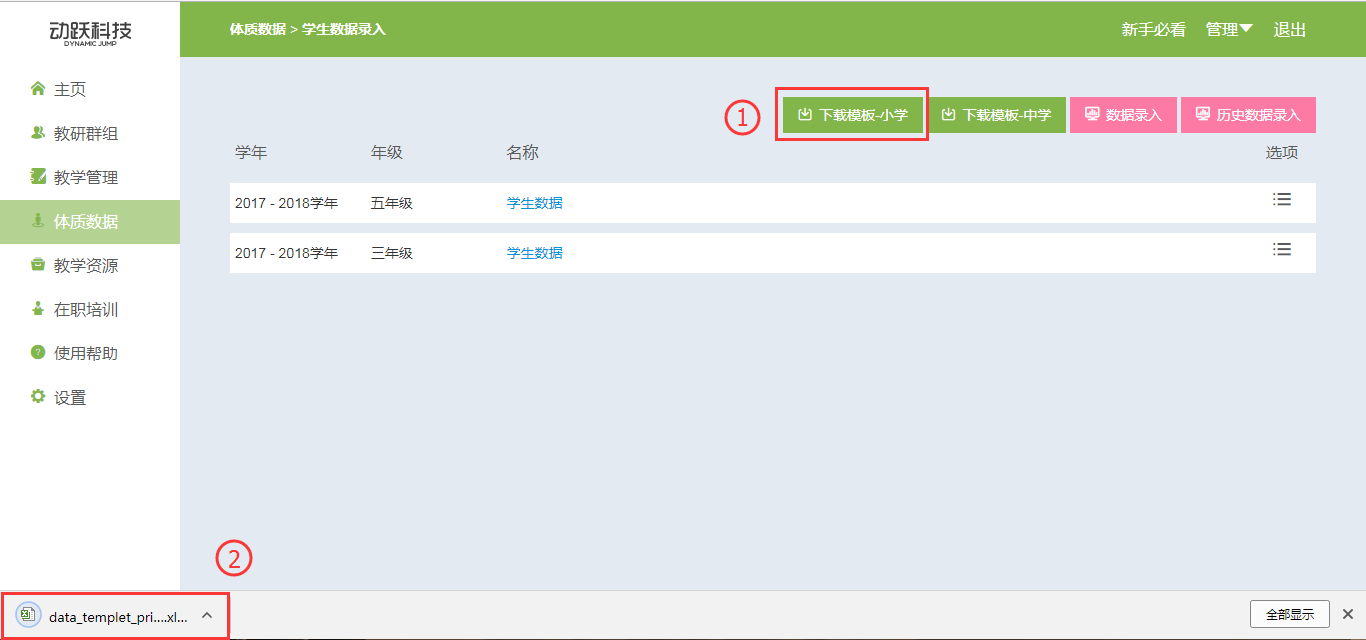 动跃科技
DYNAMIC JUMP
体质数据 > 学生数据录入
新手必看 管理 退出
主页
教研群组
教学管理
体质数据
教学资源
在职培训
使用帮助
设置
1
下载模板-小学
下载模板-中学
数据录入
历史数据录入
学年 年级 名称 选项
2017 - 2018学年 五年级 学生数据
2017 - 2018学年 三年级 学生数据
2
data_templet_pri....xl...
全部显示